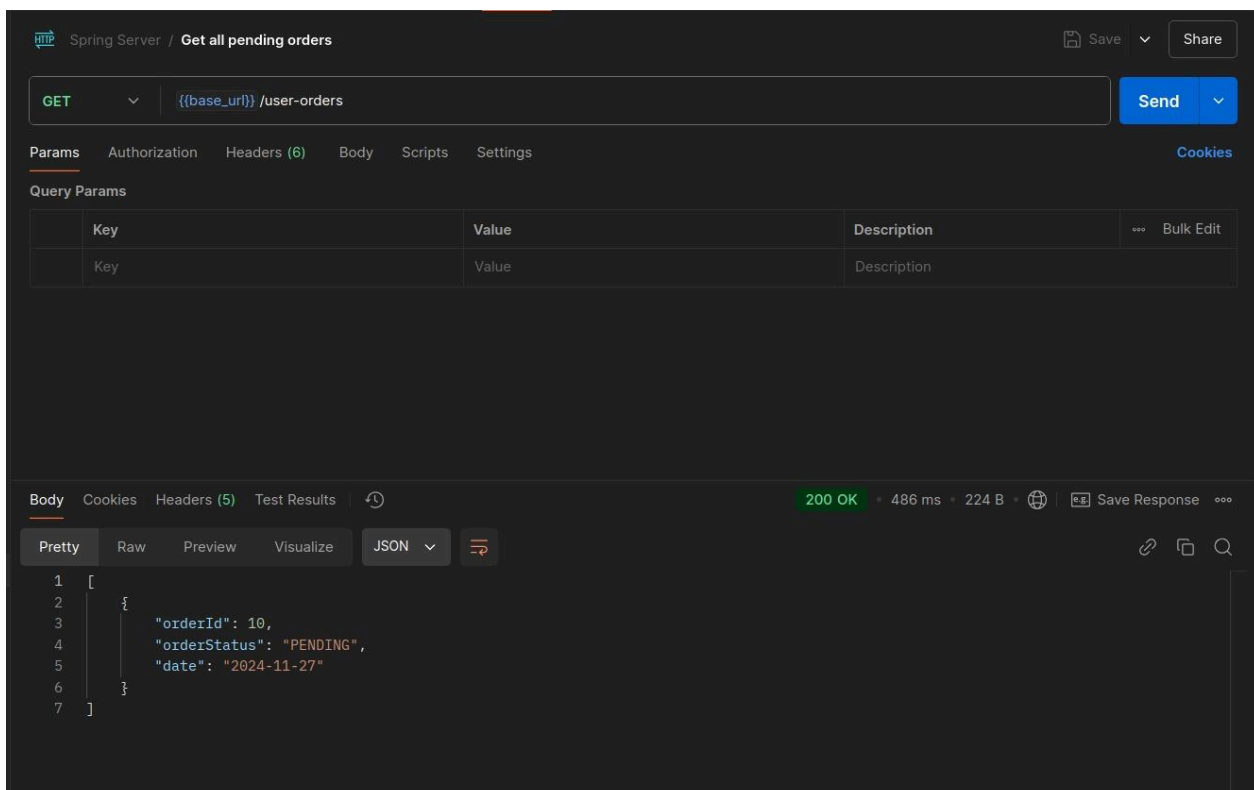 HTTP Spring Server / Get all pending orders Save Share
GET {{base_url}} /user-orders Send
Params Authorization Headers (6) Body Scripts Settings Cookies
Query Params
Key Value Description ooo Bulk Edit
Key Value Description
Body Cookies Headers (5) Test Results 200 OK • 486 ms • 224 B • e.g. Save Response ooo
Pretty Raw Preview Visualize JSON
1 [
2 {
3 "orderId": 10,
4 "orderStatus": "PENDING",
5 "date": "2024-11-27"
6 }
7 ]